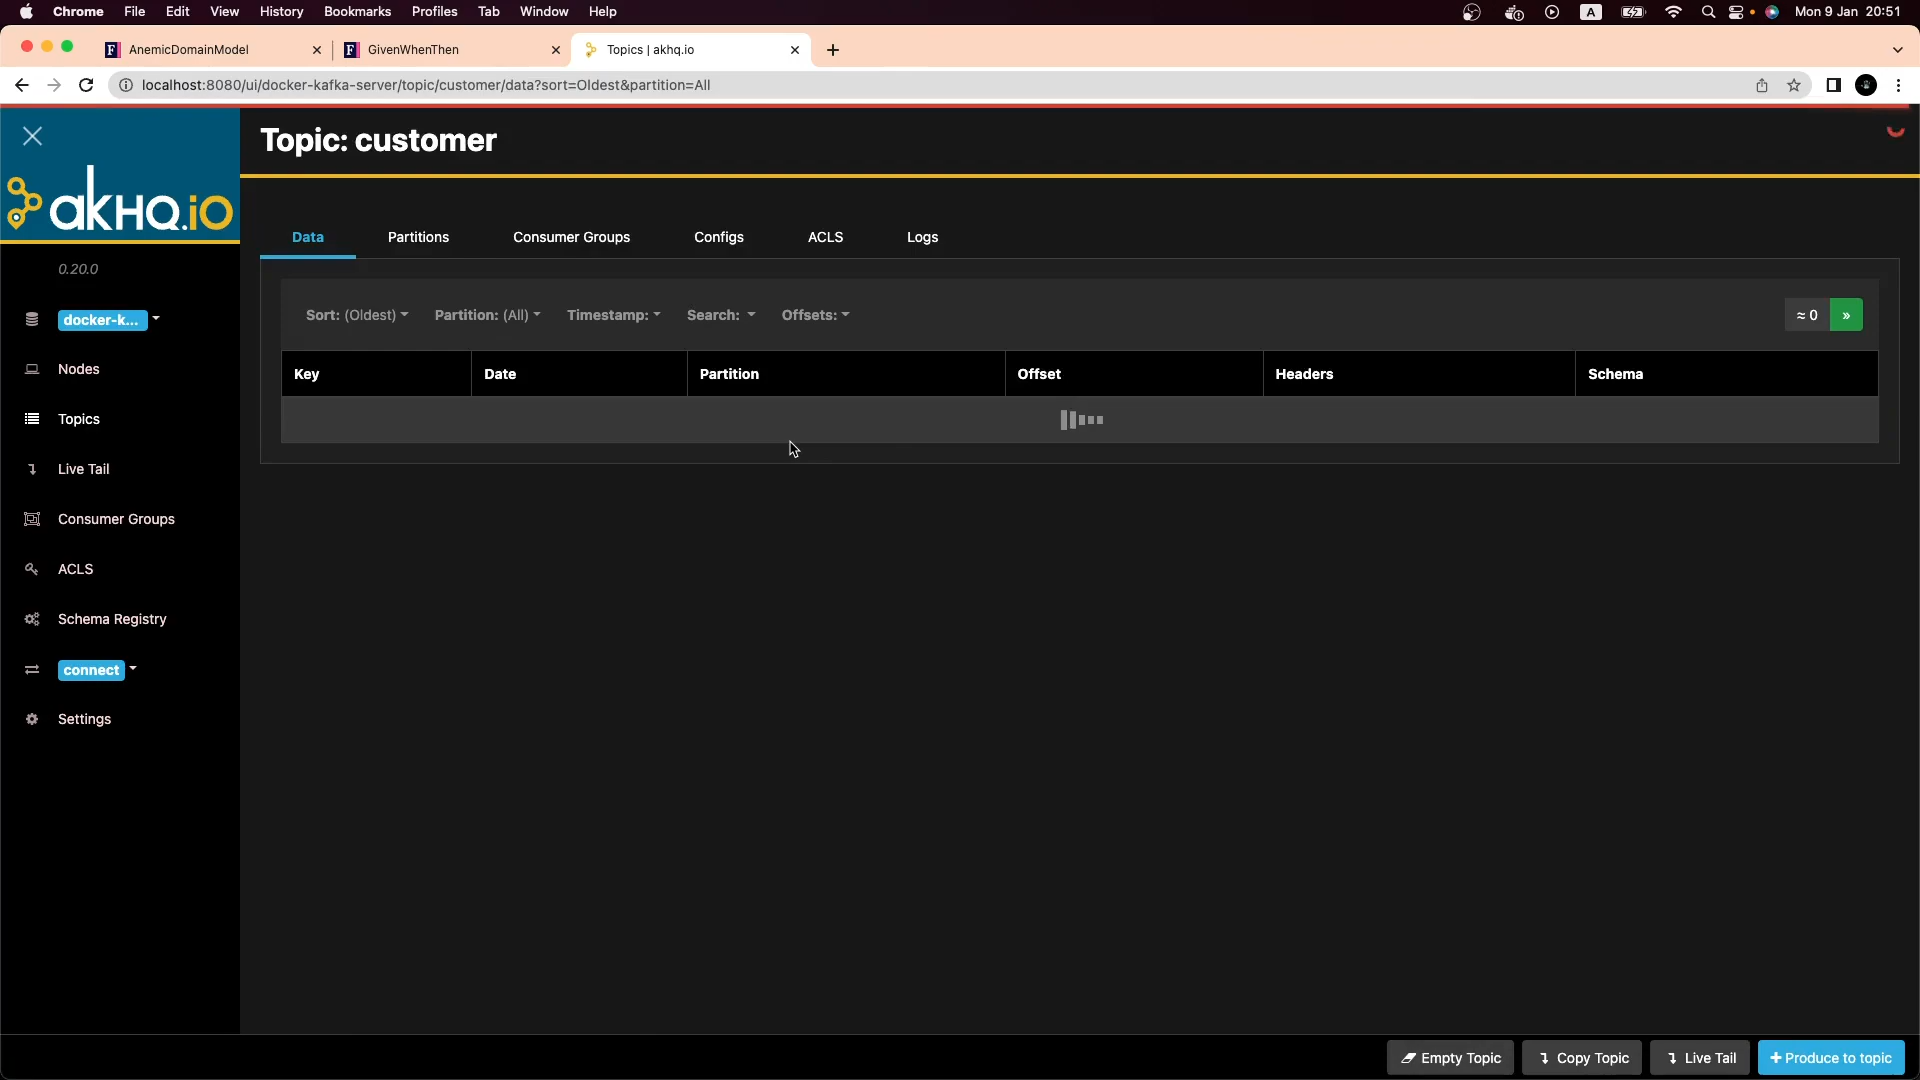 Chrome File Edit View History Bookmarks Profiles Tab Window Help A Mon 9 Jan 20:51
F AnemicDomainModel F GivenWhenThen Topics | akhq.io
localhost:8080/ui/docker-kafka-server/topic/customer/data?sort=Oldest&partition=All
Topic: customer
akHQ.io
0.20.0
docker-k...
Nodes
Topics
Live Tail
Consumer Groups
ACLS
Schema Registry
connect
Settings
Data Partitions Consumer Groups Configs ACLS Logs
Sort: (Oldest) Partition: (All) Timestamp: Search: Offsets: ≈ 0 »
Key Date Partition Offset Headers Schema
Empty Topic Copy Topic Live Tail + Produce to topic